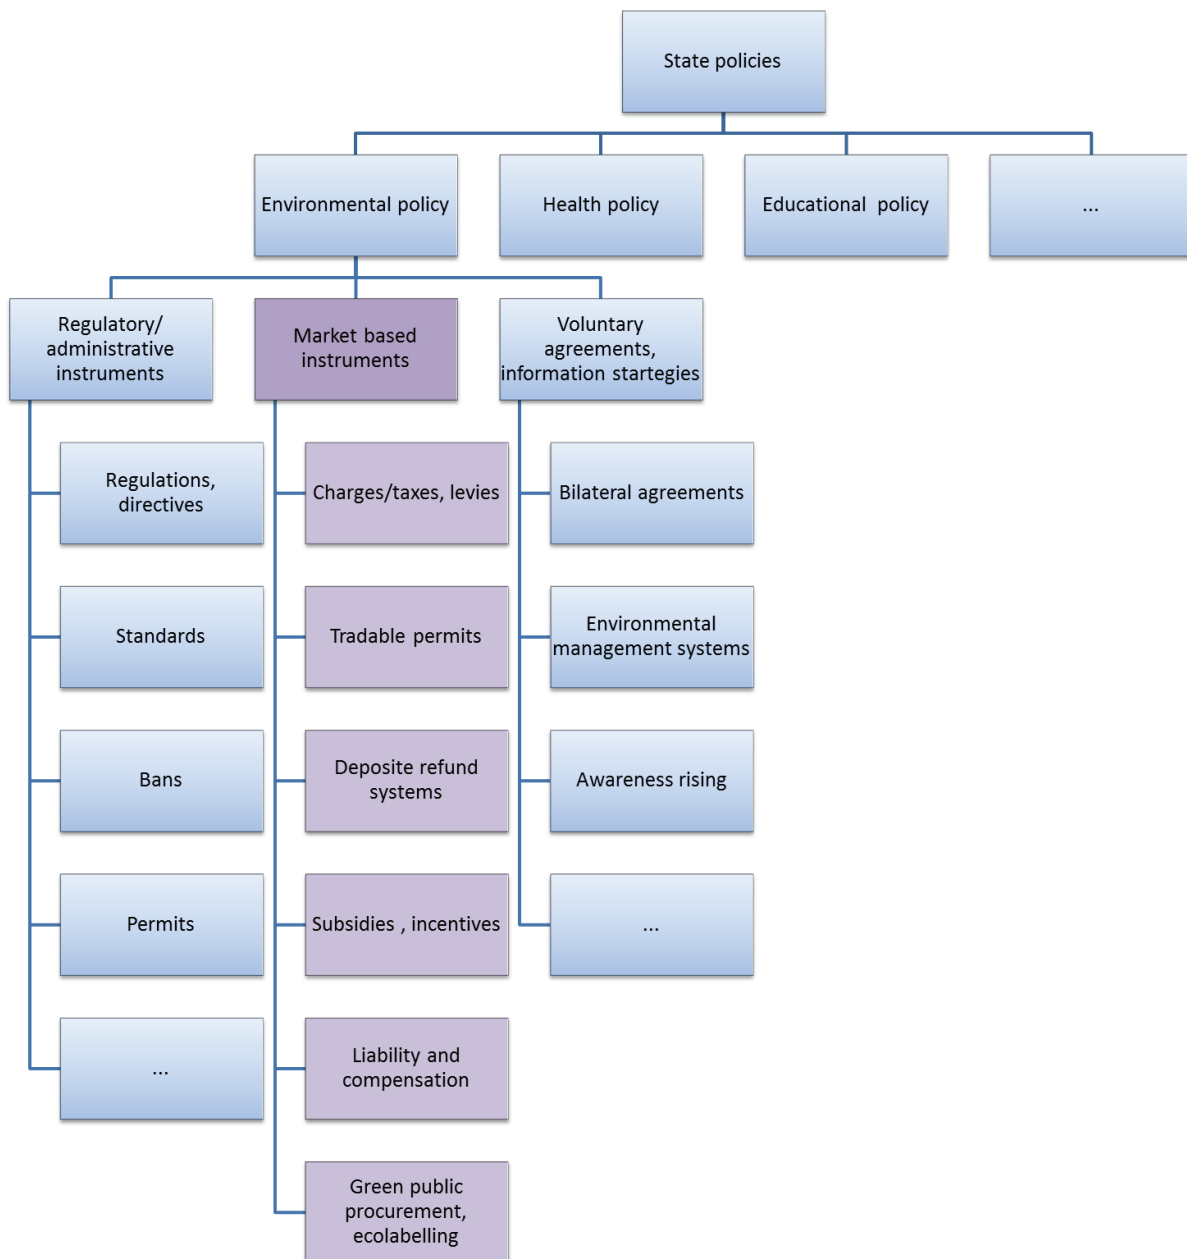 State policies
Environmental policy
Health policy
Educational policy
...
Regulatory/
administrative
instruments
Market based
instruments
Voluntary
agreements,
information startegies
Regulations,
directives
Standards
Bans
Permits
...
Charges/taxes, levies
Tradable permits
Deposite refund
systems
Subsidies , incentives
Liability and
compensation
Green public
procurement,
ecolabelling
Bilateral agreements
Environmental
management systems
Awareness rising
...